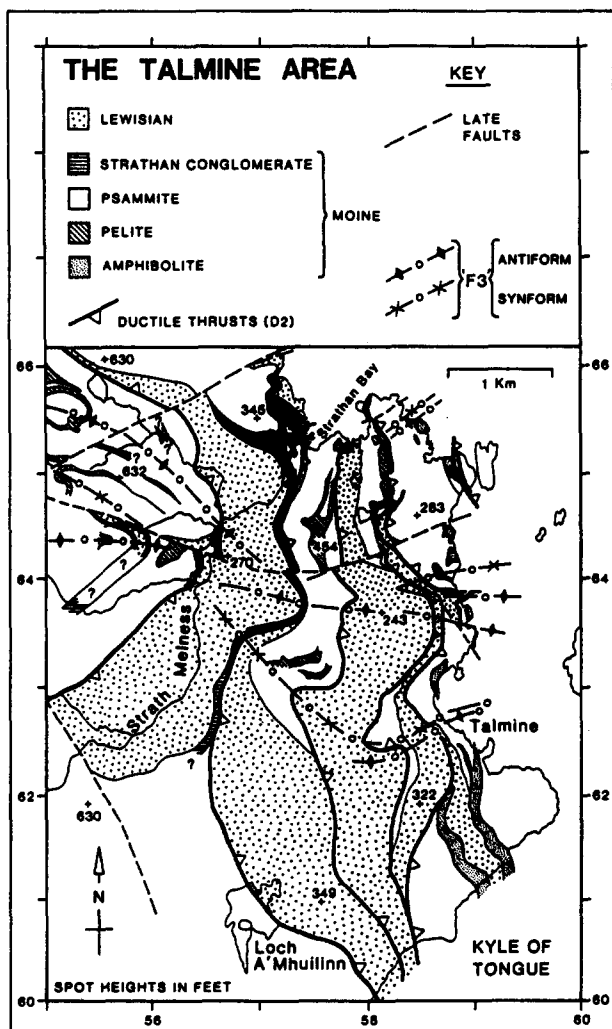 THE TALMINE AREA
KEY
LEWISIAN
STRATHAN CONGLOMERATE
PSAMMITE
PELITE
AMPHIBOLITE
MOINE
DUCTILE THRUSTS (D2)
LATE FAULTS
'F3'
ANTIFORM
SYNFORM
66
66
+630
345+
Strathan Bay
1 Km
?
632
?
283
+
454
270
64
64
?
?
243
Strath Melness
Talmine
?
62
62
322
+
+
630
N
349+
Loch A'Mhuilinn
KYLE OF TONGUE
SPOT HEIGHTS IN FEET
60
60
56
58
60